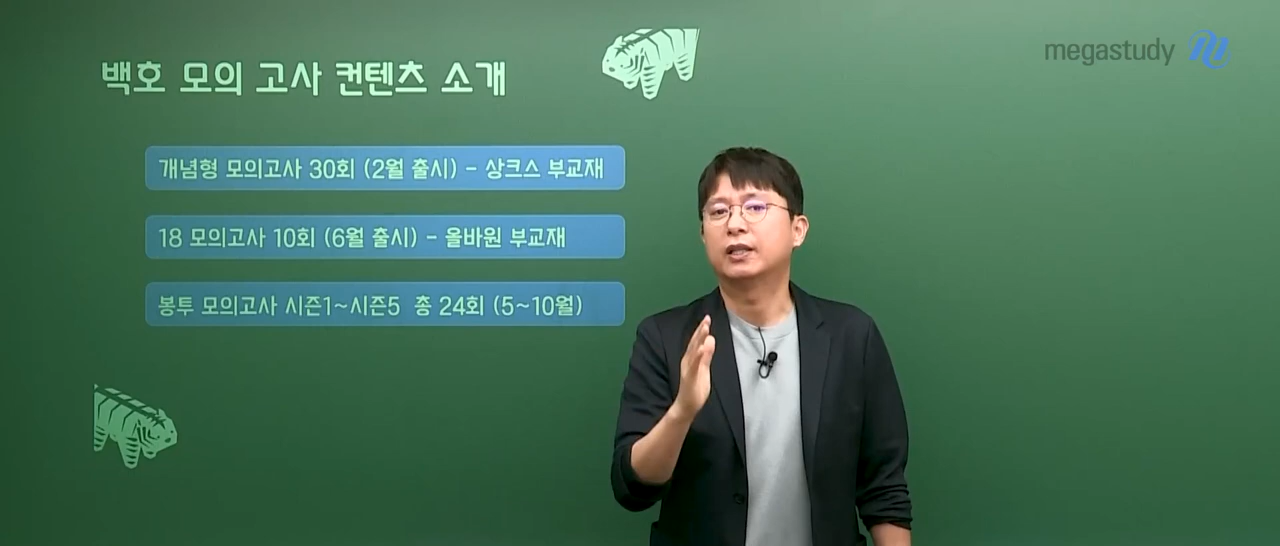 백호 모의 고사 컨텐츠 소개
megastudy
개념형 모의고사 30회 (2월 출시) - 상크스 부교재
18 모의고사 10회 (6월 출시) - 올바원 부교재
봉투 모의고사 시즌1~시즌5 총 24회 (5~10월)